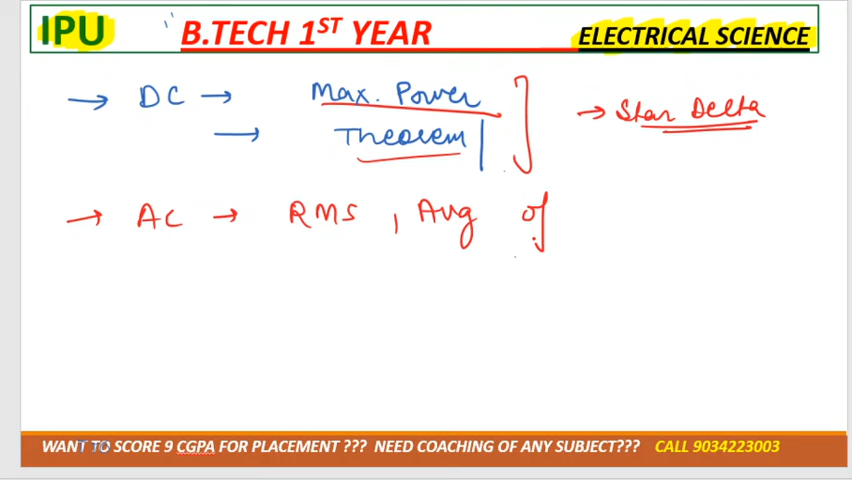 IPU B.TECH 1ST YEAR ELECTRICAL SCIENCE
→ DC → Max. Power → Star Delta
→ Theorem
→ AC → RMS , Avg of
WANT TO SCORE 9 CGPA FOR PLACEMENT ??? NEED COACHING OF ANY SUBJECT??? CALL 9034223003